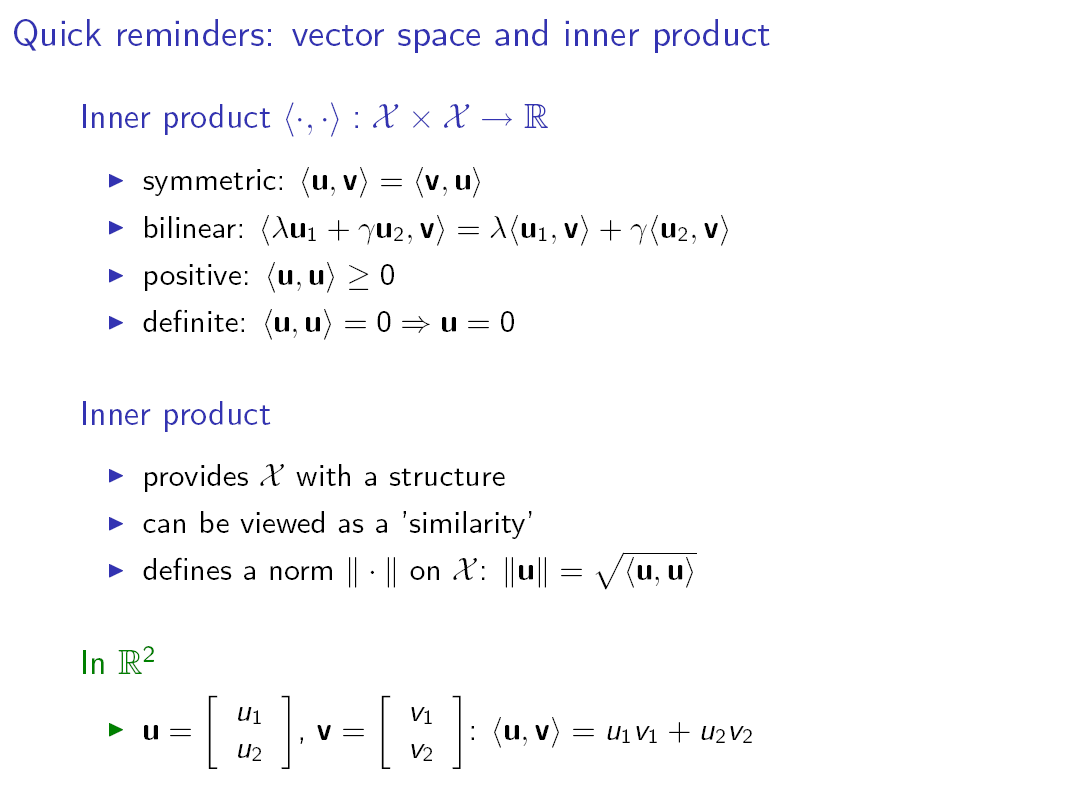 Quick reminders: vector space and inner product
Inner product ⟨·, ·⟩ : 𝒳 × 𝒳 → ℝ
▶ symmetric: ⟨u, v⟩ = ⟨v, u⟩
▶ bilinear: ⟨λu₁ + γu₂, v⟩ = λ⟨u₁, v⟩ + γ⟨u₂, v⟩
▶ positive: ⟨u, u⟩ ≥ 0
▶ definite: ⟨u, u⟩ = 0 ⇒ u = 0
Inner product
▶ provides 𝒳 with a structure
▶ can be viewed as a 'similarity'
▶ defines a norm ‖ · ‖ on 𝒳: ‖u‖ = √⟨u, u⟩
In ℝ²
▶ u = [ u₁ u₂ ], v = [ v₁ v₂ ]: ⟨u, v⟩ = u₁v₁ + u₂v₂